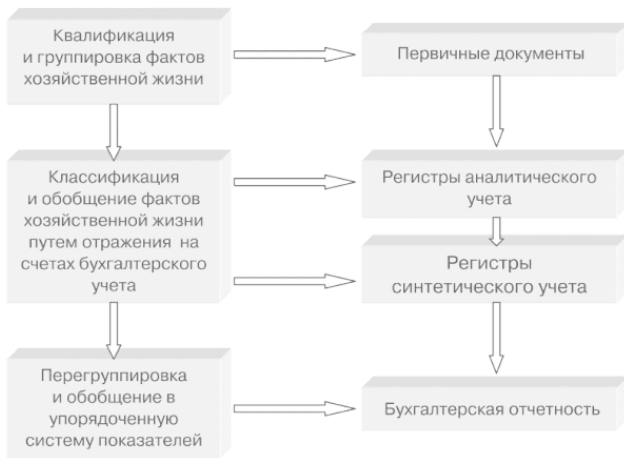 Квалификация
и группировка фактов
хозяйственной жизни
Первичные документы
Классификация
и обобщение фактов
хозяйственной жизни
путем отражения на
счетах бухгалтерского
учета
Регистры аналитического
учета
Регистры
синтетического учета
Перегруппировка
и обобщение в
упорядоченную
систему показателей
Бухгалтерская отчетность